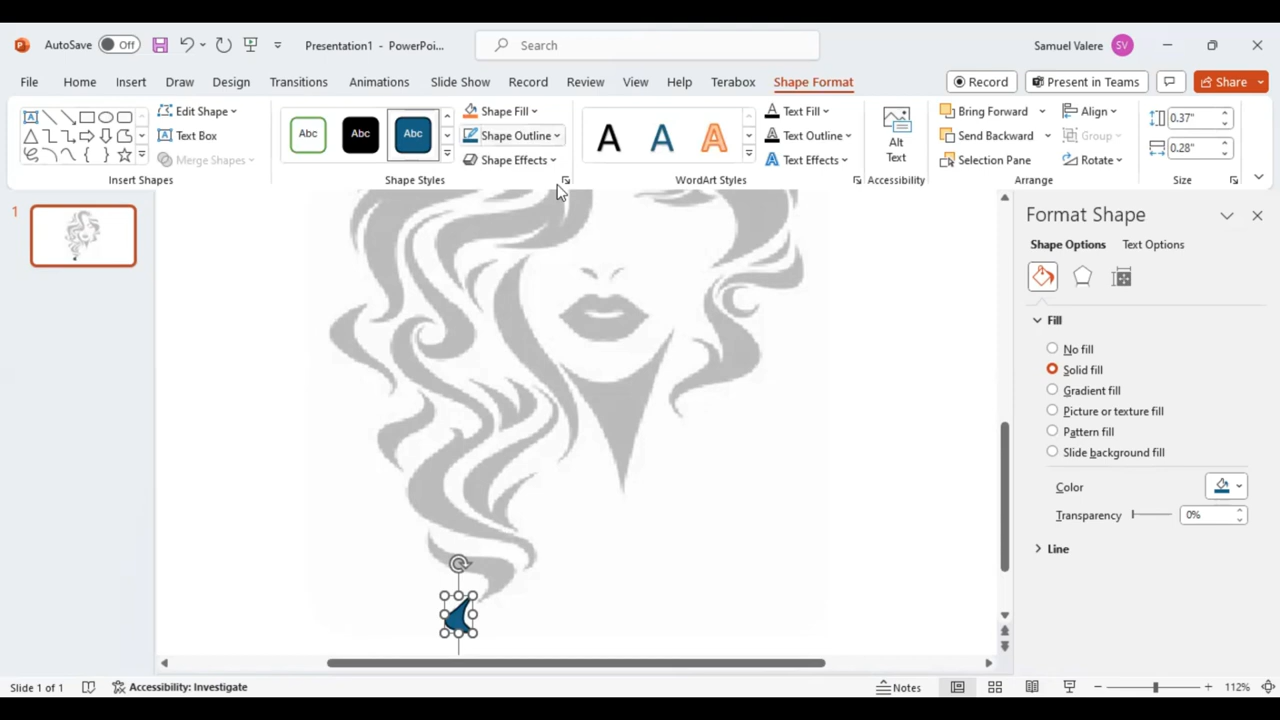 AutoSave Off Presentation1 - PowerPoi... Search Samuel Valere SV
File Home Insert Draw Design Transitions Animations Slide Show Record Review View Help Terabox Shape Format Record Present in Teams Share
Edit Shape
Text Box
Merge Shapes
Insert Shapes
Abc Abc Abc
Shape Fill
Shape Outline
Shape Effects
Shape Styles
A A A
Text Fill
Text Outline
Text Effects
WordArt Styles
Alt
Text
Accessibility
Bring Forward
Send Backward
Selection Pane
Align
Group
Rotate
Arrange
0.37"
0.28"
Size
1
Format Shape
Shape Options Text Options
Fill
No fill
Solid fill
Gradient fill
Picture or texture fill
Pattern fill
Slide background fill
Color
Transparency 0%
Line
Slide 1 of 1 Accessibility: Investigate Notes 112%